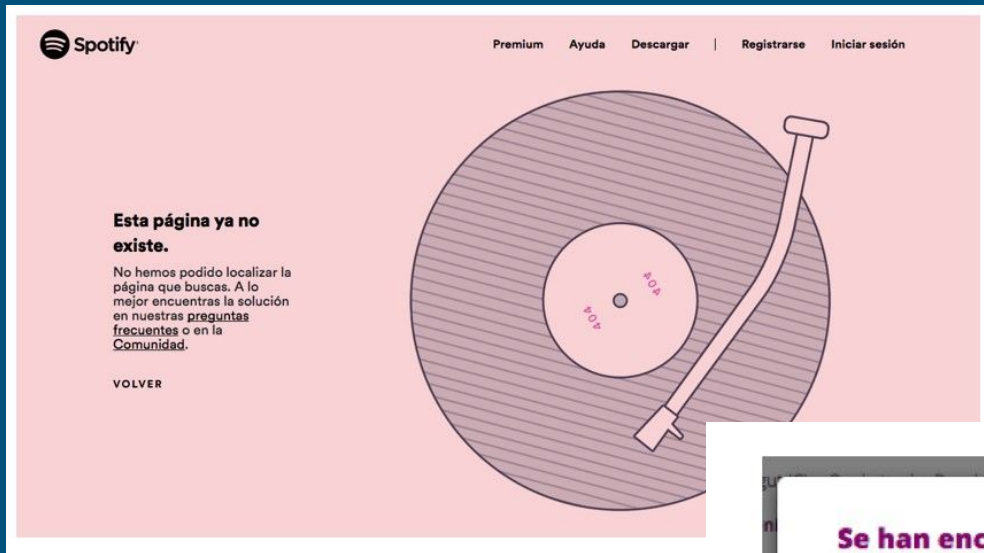 Spotify
Premium Ayuda Descargar | Registrarse Iniciar sesión
Esta página ya no
existe.
No hemos podido localizar la
página que buscas. A lo
mejor encuentras la solución
en nuestras preguntas
frecuentes o en la
Comunidad.
VOLVER
404
404
Se han